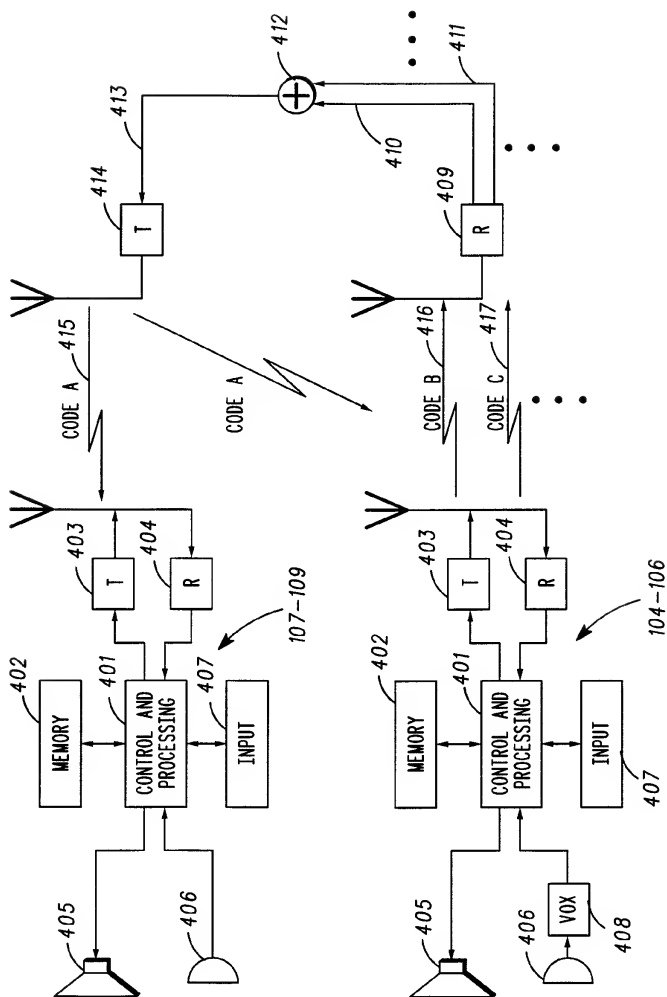 405
406
MEMORY
402
CONTROL AND
PROCESSING
401
INPUT
407
T
403
R
404
107-109
CODE A
415
CODE A
T
414
413
412
405
406
VOX
408
MEMORY
402
CONTROL AND
PROCESSING
401
INPUT
407
T
403
R
404
104-106
CODE B
416
CODE C
417
R
409
410
411